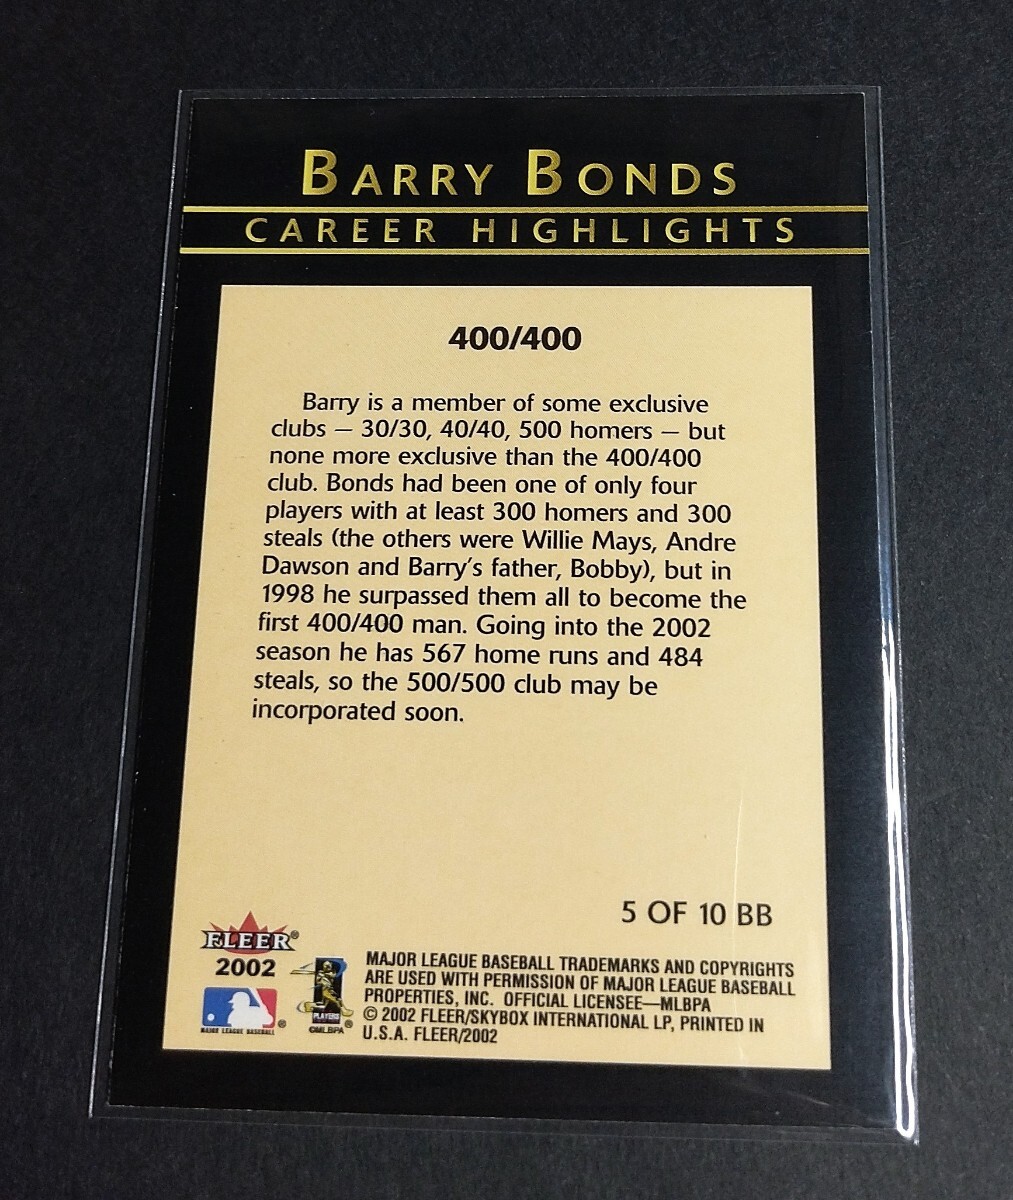 BARRY BONDS
CAREER HIGHLIGHTS
400/400
Barry is a member of some exclusive
clubs — 30/30, 40/40, 500 homers — but
none more exclusive than the 400/400
club. Bonds had been one of only four
players with at least 300 homers and 300
steals (the others were Willie Mays, Andre
Dawson and Barry's father, Bobby), but in
1998 he surpassed them all to become the
first 400/400 man. Going into the 2002
season he has 567 home runs and 484
steals, so the 500/500 club may be
incorporated soon.
5 OF 10 BB
FLEER®
2002
MAJOR LEAGUE BASEBALL ®
PLAYERS
©MLBPA ®
MAJOR LEAGUE BASEBALL TRADEMARKS AND COPYRIGHTS
ARE USED WITH PERMISSION OF MAJOR LEAGUE BASEBALL
PROPERTIES, INC. OFFICIAL LICENSEE—MLBPA
© 2002 FLEER/SKYBOX INTERNATIONAL LP, PRINTED IN
U.S.A. FLEER/2002